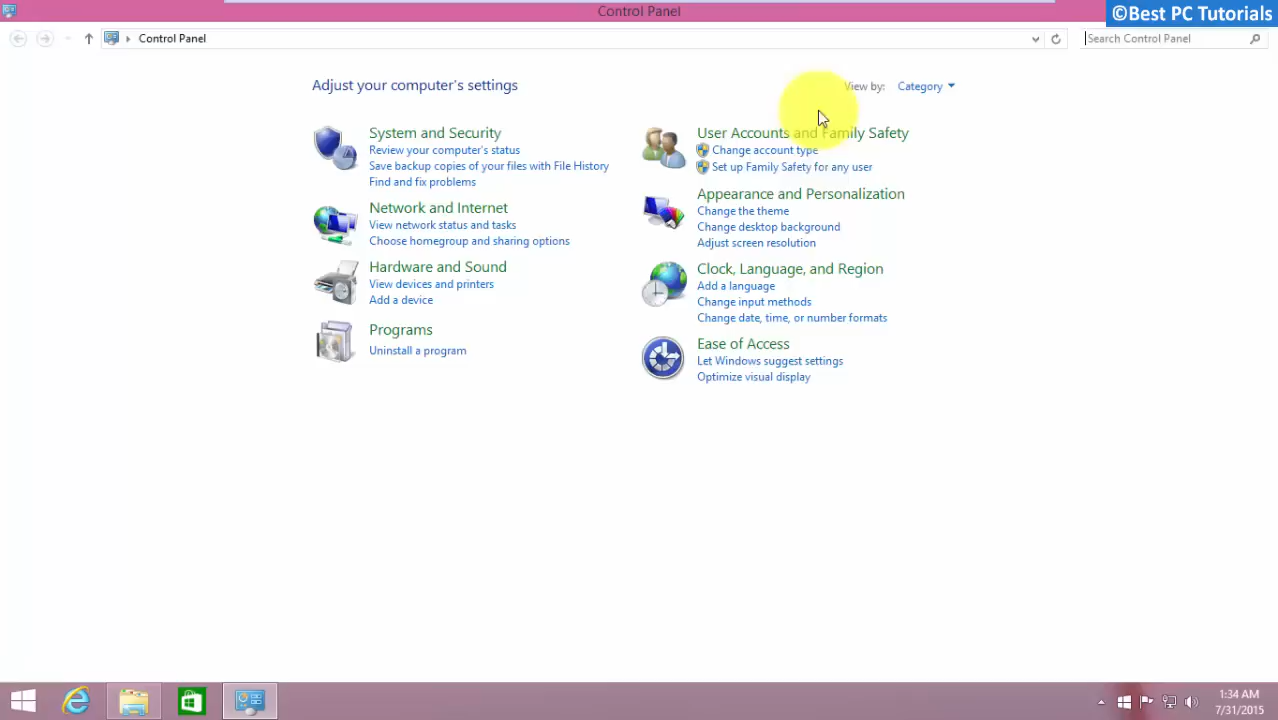 Control Panel
©Best PC Tutorials
Control Panel
Search Control Panel
Adjust your computer's settings
View by: Category
System and Security
Review your computer's status
Save backup copies of your files with File History
Find and fix problems
Network and Internet
View network status and tasks
Choose homegroup and sharing options
Hardware and Sound
View devices and printers
Add a device
Programs
Uninstall a program
User Accounts and Family Safety
Change account type
Set up Family Safety for any user
Appearance and Personalization
Change the theme
Change desktop background
Adjust screen resolution
Clock, Language, and Region
Add a language
Change input methods
Change date, time, or number formats
Ease of Access
Let Windows suggest settings
Optimize visual display
1:34 AM
7/31/2015